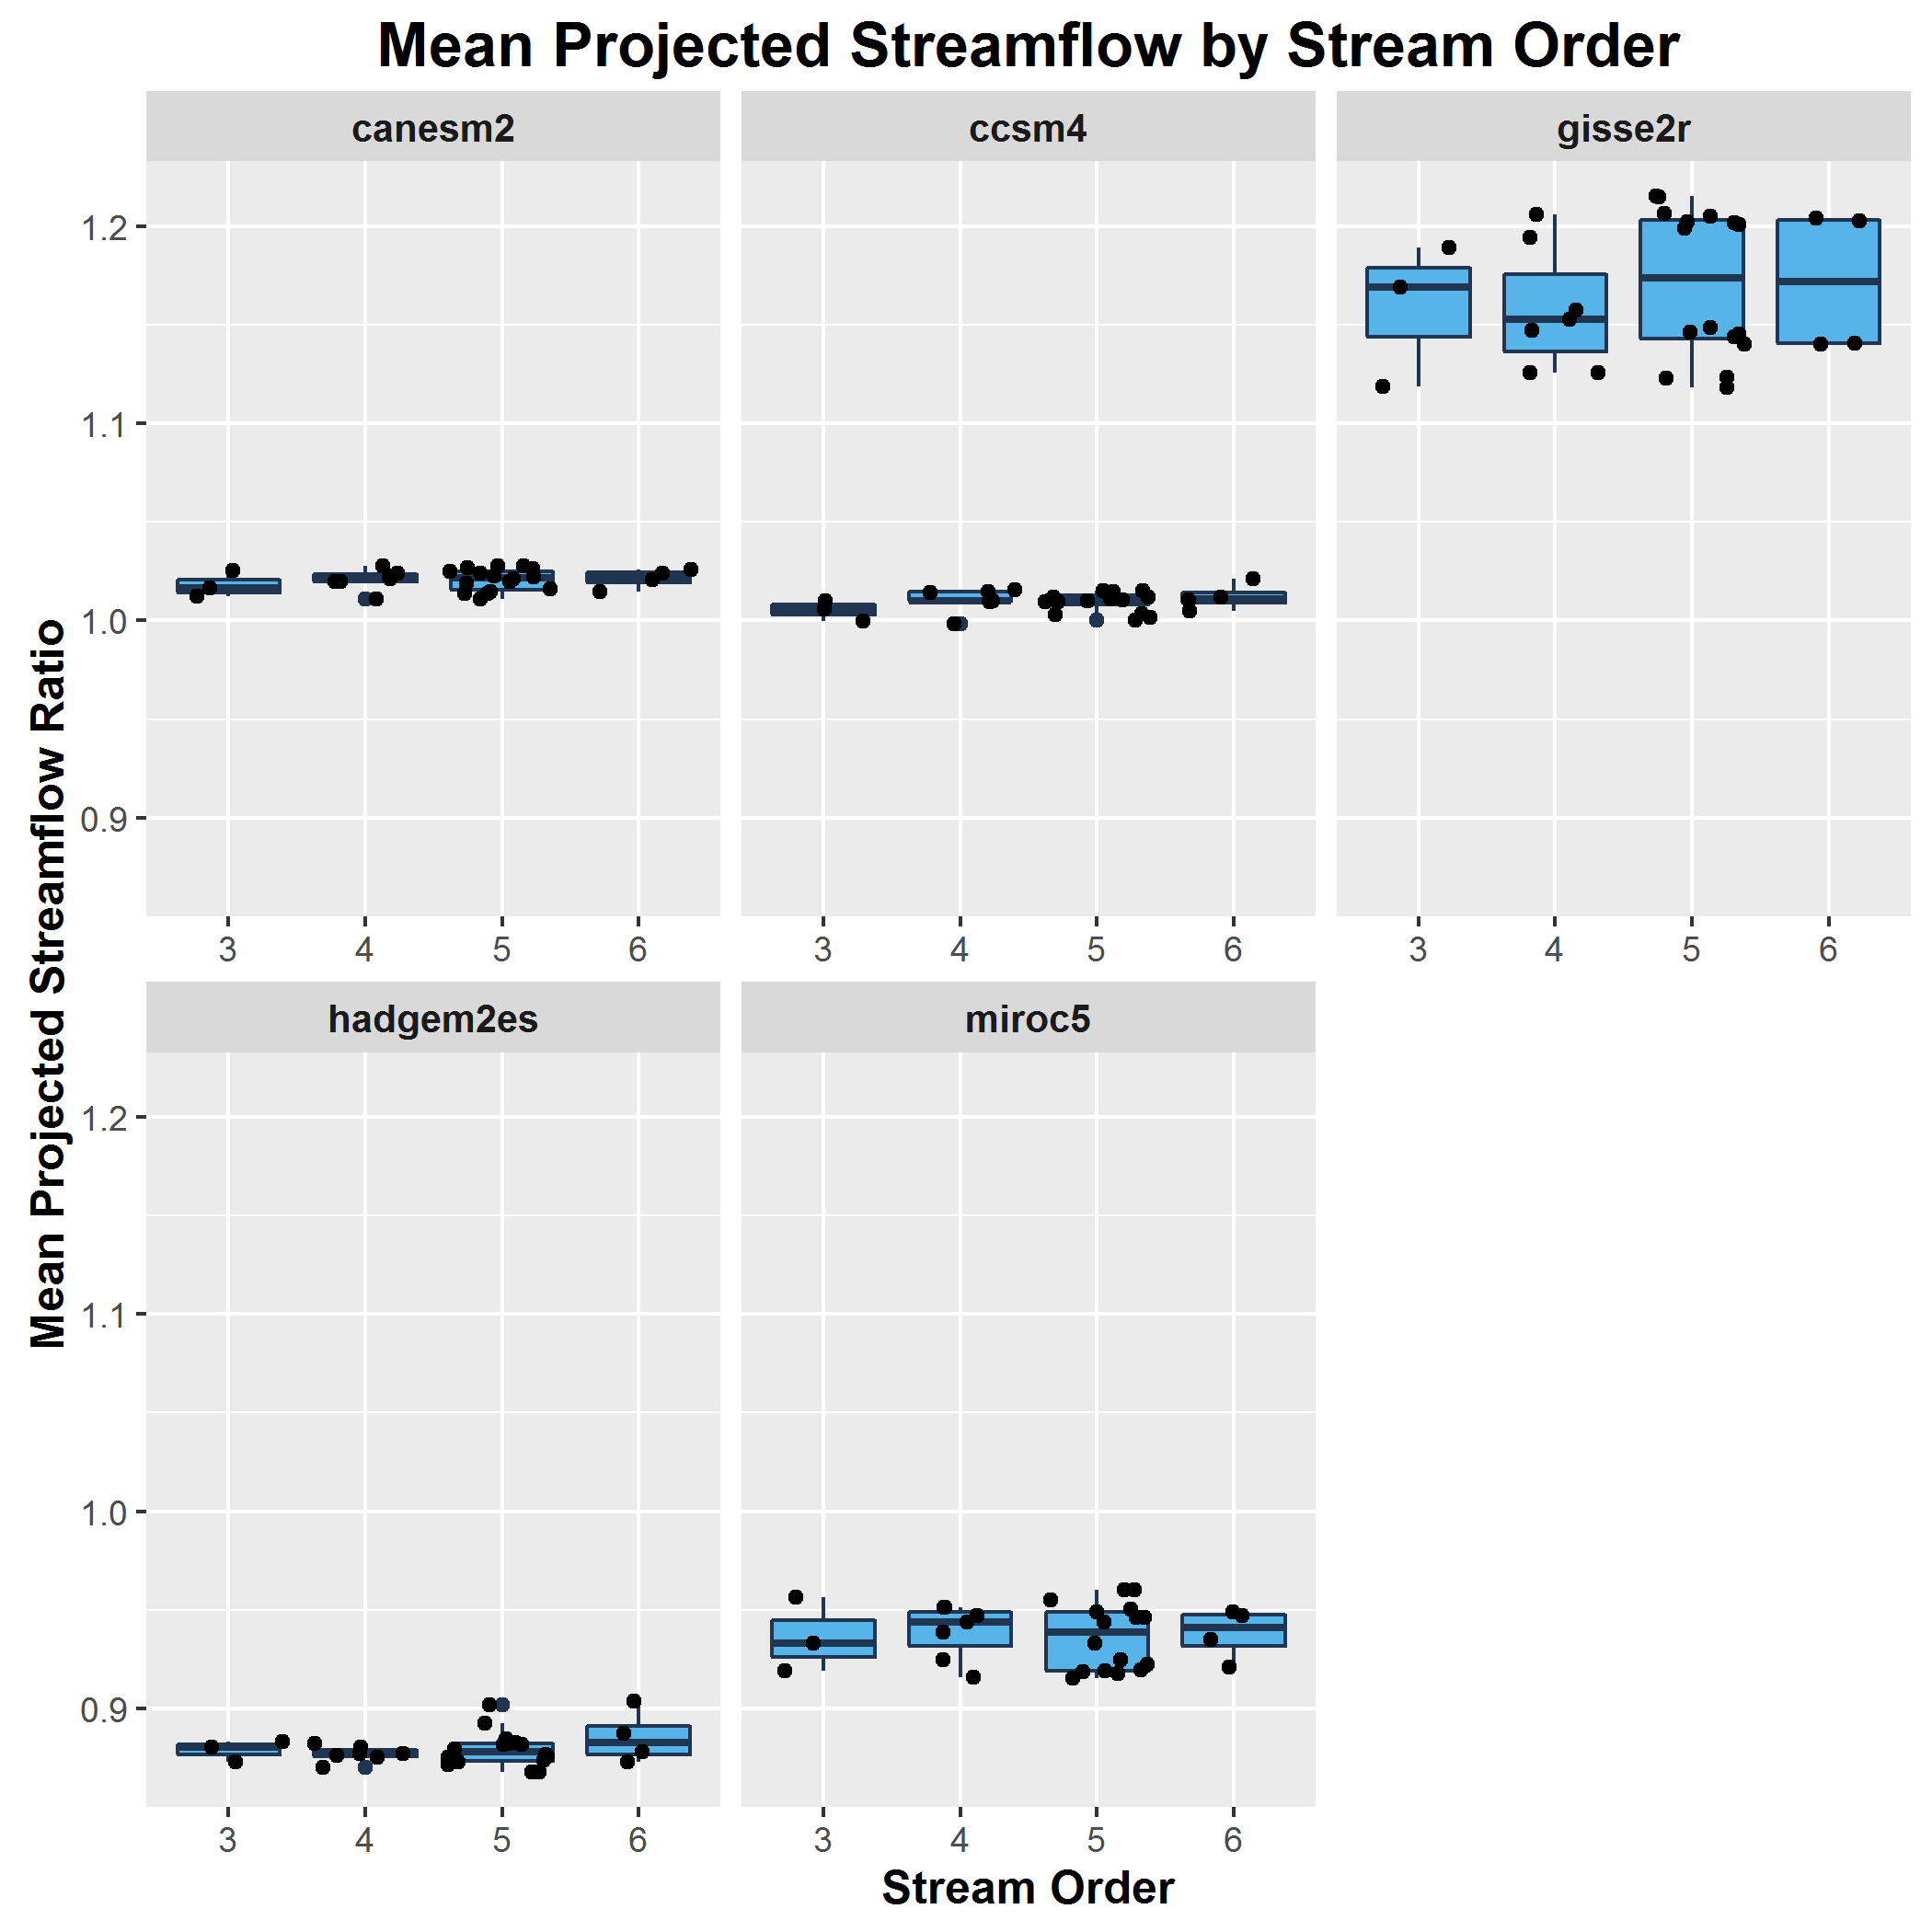 Mean Projected Streamflow by Stream Order
canesm2
ccsm4
gisse2r
1.2
1.1
1.0
0.9
3 4 5 6
3 4 5 6
3 4 5 6
Mean Projected Streamflow Ratio
hadgem2es
miroc5
1.2
1.1
1.0
0.9
3 4 5 6
3 4 5 6
Stream Order